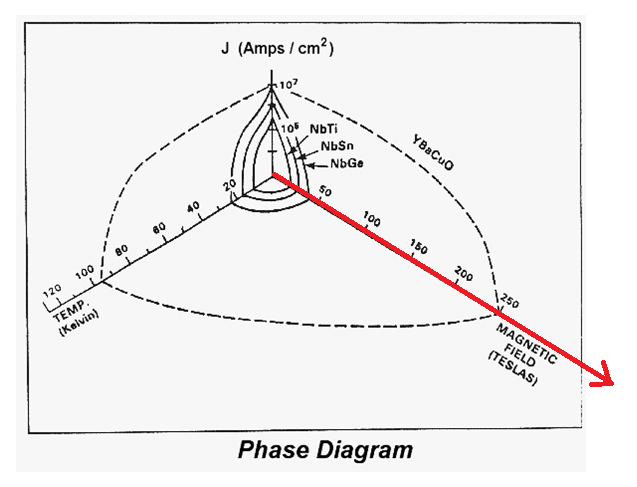 J (Amps / cm²)
10⁷
10⁵
NbTi
NbSn
NbGe
YBaCuO
20
40
60
80
100
120
TEMP.
(Kelvin)
50
100
150
200
250
MAGNETIC
FIELD
(TESLAS)
Phase Diagram